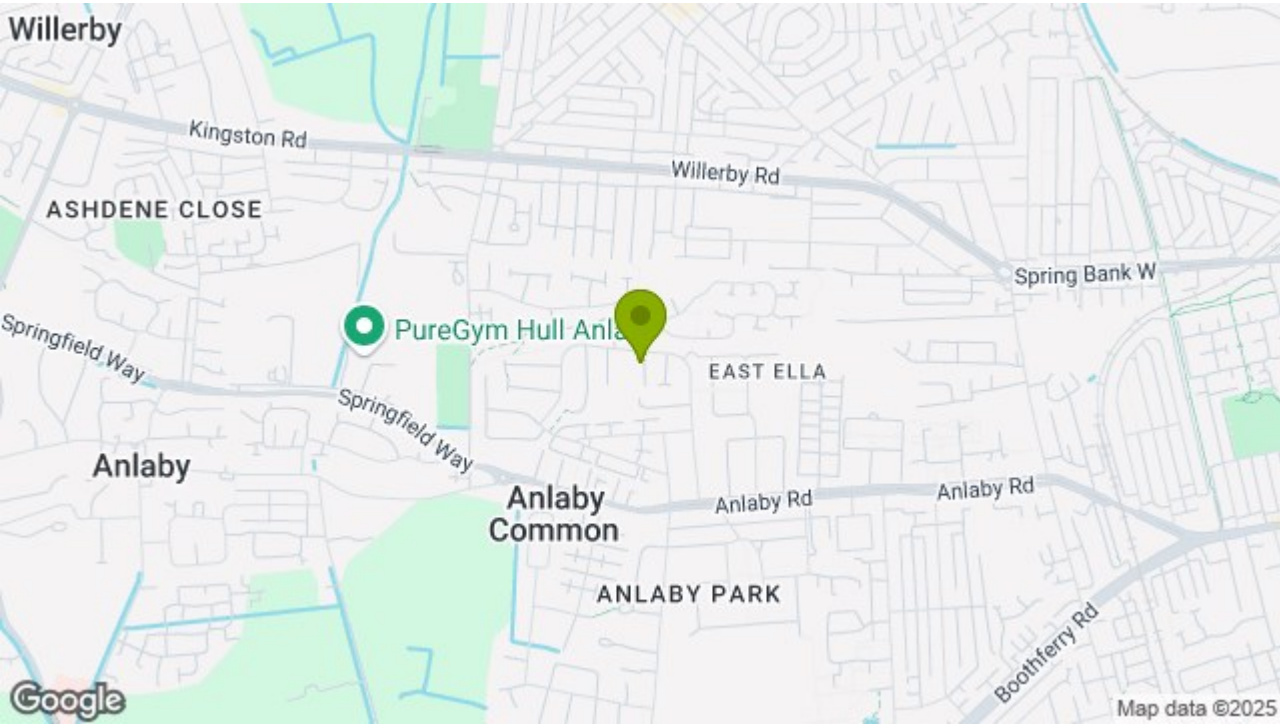 Willerby
Kingston Rd
Willerby Rd
ASHDENE CLOSE
Spring Bank W
Springfield Way
PureGym Hull Anla
EAST ELLA
Springfield Way
Anlaby
Anlaby
Common
Anlaby Rd
Anlaby Rd
ANLABY PARK
Boothferry Rd
Google
Map data ©2025